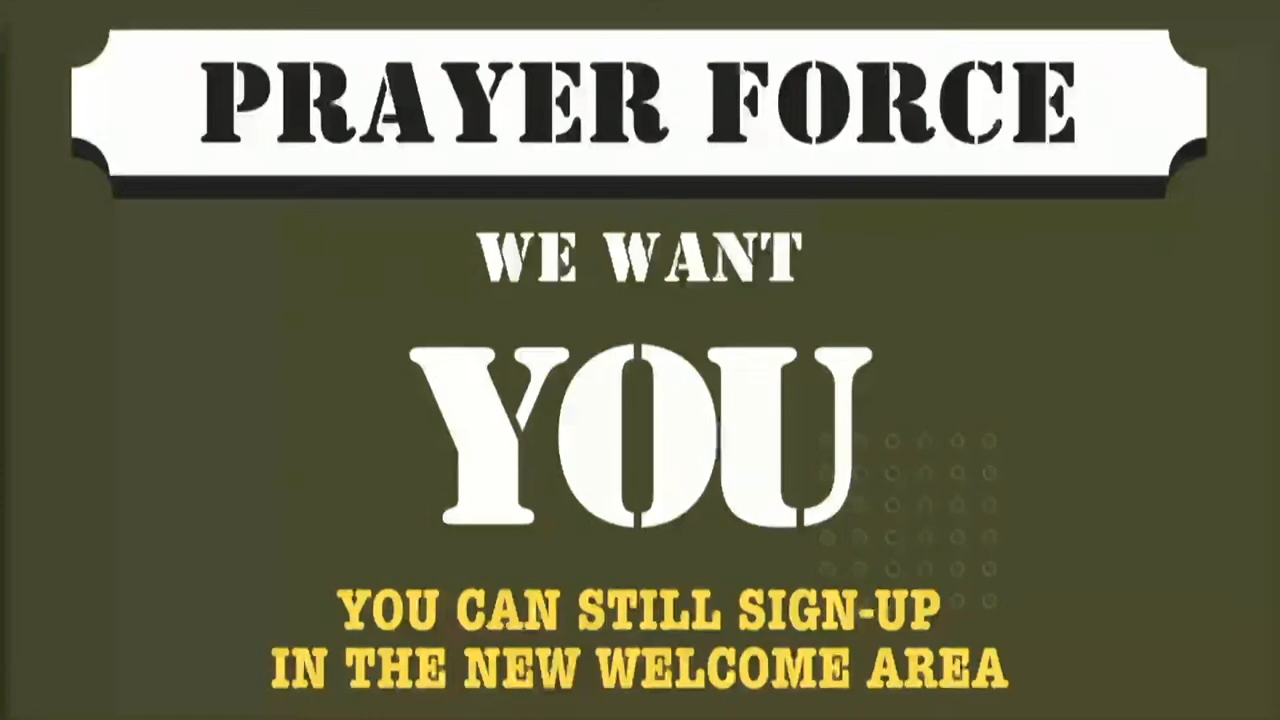 PRAYER FORCE
WE WANT
YOU
YOU CAN STILL SIGN-UP
IN THE NEW WELCOME AREA